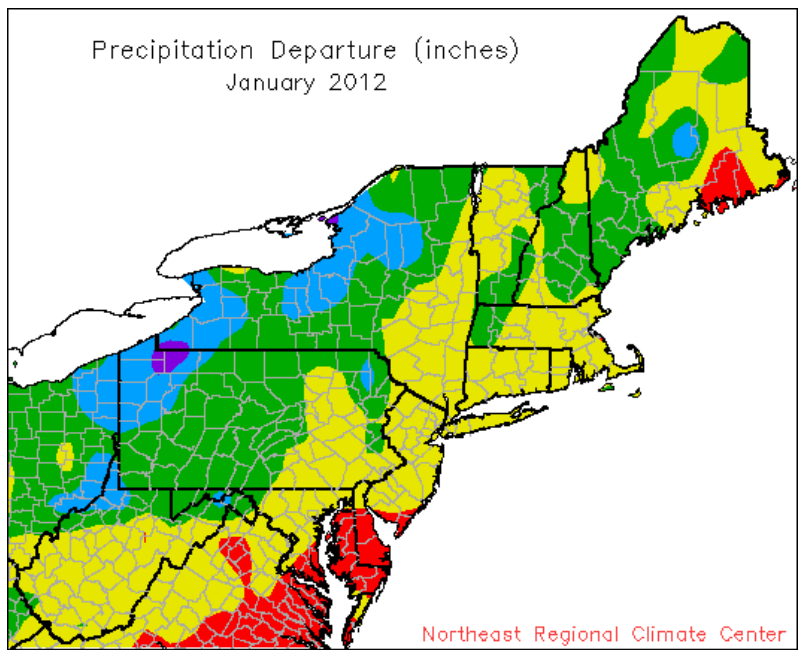 Precipitation Departure (inches)
January 2012
Northeast Regional Climate Center